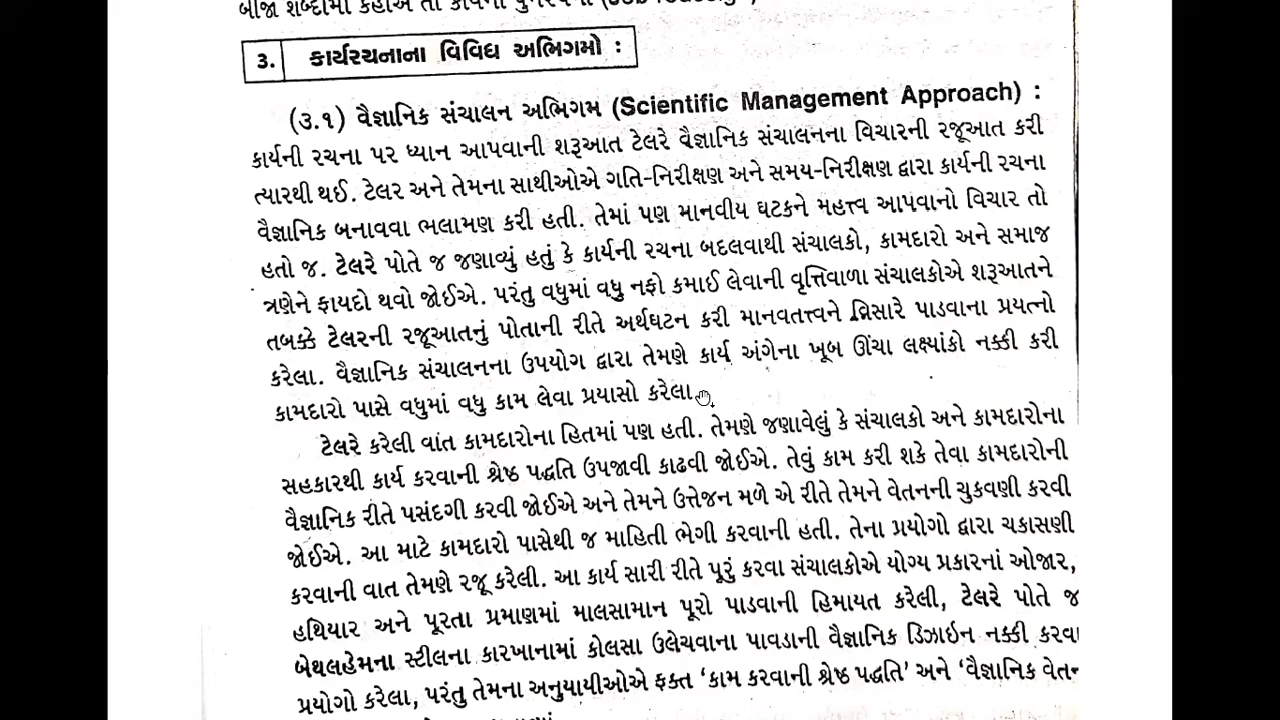 બીજા શબ્દોમાં કહીએ તો
૩. કાર્યરચનાના વિવિધ અભિગમો :
(૩.૧) વૈજ્ઞાનિક સંચાલન અભિગમ (Scientific Management Approach) :
કાર્યની રચના પર ધ્યાન આપવાની શરૂઆત ટેલરે વૈજ્ઞાનિક સંચાલનના વિચારની રજૂઆત કરી
ત્યારથી થઈ. ટેલર અને તેમના સાથીઓએ ગતિ-નિરીક્ષણ અને સમય-નિરીક્ષણ દ્વારા કાર્યની રચના
વૈજ્ઞાનિક બનાવવા ભલામણ કરી હતી. તેમાં પણ માનવીય ઘટકને મહત્ત્વ આપવાનો વિચાર તો
હતો જ. ટેલરે પોતે જ જણાવ્યું હતું કે કાર્યની રચના બદલવાથી સંચાલકો, કામદારો અને સમાજ
ત્રણેને ફાયદો થવો જોઈએ. પરંતુ વધુમાં વધુ નફો કમાઈ લેવાની વૃત્તિવાળા સંચાલકોએ શરૂઆતને
તબક્કે ટેલરની રજૂઆતનું પોતાની રીતે અર્થઘટન કરી માનવતત્ત્વને વિસારે પાડવાના પ્રયત્નો
કરેલા. વૈજ્ઞાનિક સંચાલનના ઉપયોગ દ્વારા તેમણે કાર્ય અંગેના ખૂબ ઊંચા લક્ષ્યાંકો નક્કી કરી
કામદારો પાસે વધુમાં વધુ કામ લેવા પ્રયાસો કરેલા.
ટેલરે કરેલી વાત કામદારોના હિતમાં પણ હતી. તેમણે જણાવેલું કે સંચાલકો અને કામદારોના
સહકારથી કાર્ય કરવાની શ્રેષ્ઠ પદ્ધતિ ઉપજાવી કાઢવી જોઈએ. તેવું કામ કરી શકે તેવા કામદારોની
વૈજ્ઞાનિક રીતે પસંદગી કરવી જોઈએ અને તેમને ઉત્તેજન મળે એ રીતે તેમને વેતનની ચુકવણી કરવી
જોઈએ. આ માટે કામદારો પાસેથી જ માહિતી ભેગી કરવાની હતી. તેના પ્રયોગો દ્વારા ચકાસણી
કરવાની વાત તેમણે રજૂ કરેલી. આ કાર્ય સારી રીતે પૂરું કરવા સંચાલકોએ યોગ્ય પ્રકારનાં ઓજાર,
હથિયાર અને પૂરતા પ્રમાણમાં માલસામાન પૂરો પાડવાની હિમાયત કરેલી, ટેલરે પોતે જ
બેથલહેમના સ્ટીલના કારખાનામાં કોલસા ઉલેચવાના પાવડાની વૈજ્ઞાનિક ડિઝાઇન નક્કી કરવા
પ્રયોગો કરેલા, પરંતુ તેમના અનુયાયીઓએ ફક્ત ‘કામ કરવાની શ્રેષ્ઠ પદ્ધતિ’ અને ‘વૈજ્ઞાનિક વેતન